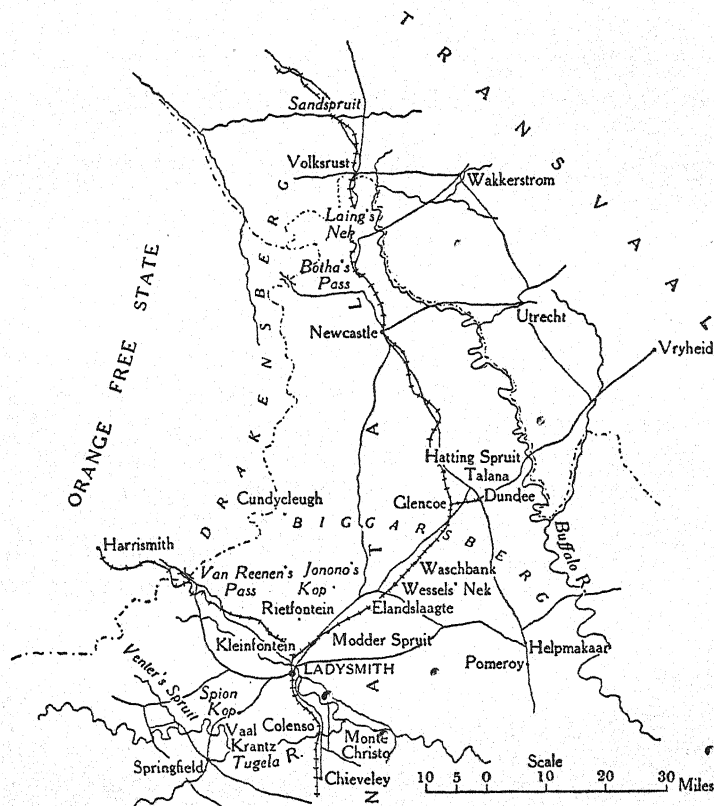 TRANSVAAL
Sandspruit
Volksrust
Wakkerstrom
Laing's
Nek
Botha's
Pass
ORANGE FREE STATE
DRAKENSBERG
Utrecht
Newcastle
Vryheid
NATAL
Hatting Spruit
Talana
Glencoe
Dundee
Cundycleugh
BIGGARSBERG
Buffalo R.
Harrismith
Van Reenen's
Pass
Jonono's
Kop
Waschbank
Wessels' Nek
Rietfontein
Elandslaagte
Kleinfontein
Modder Spruit
Helpmakaar
Pomeroy
LADYSMITH
Venter's Spruit
Spion
Kop
Vaal
Krantz
Colenso
Monte
Christo
Tugela R.
Springfield
Chieveley
Scale
10 5 0 10 20 30 Miles